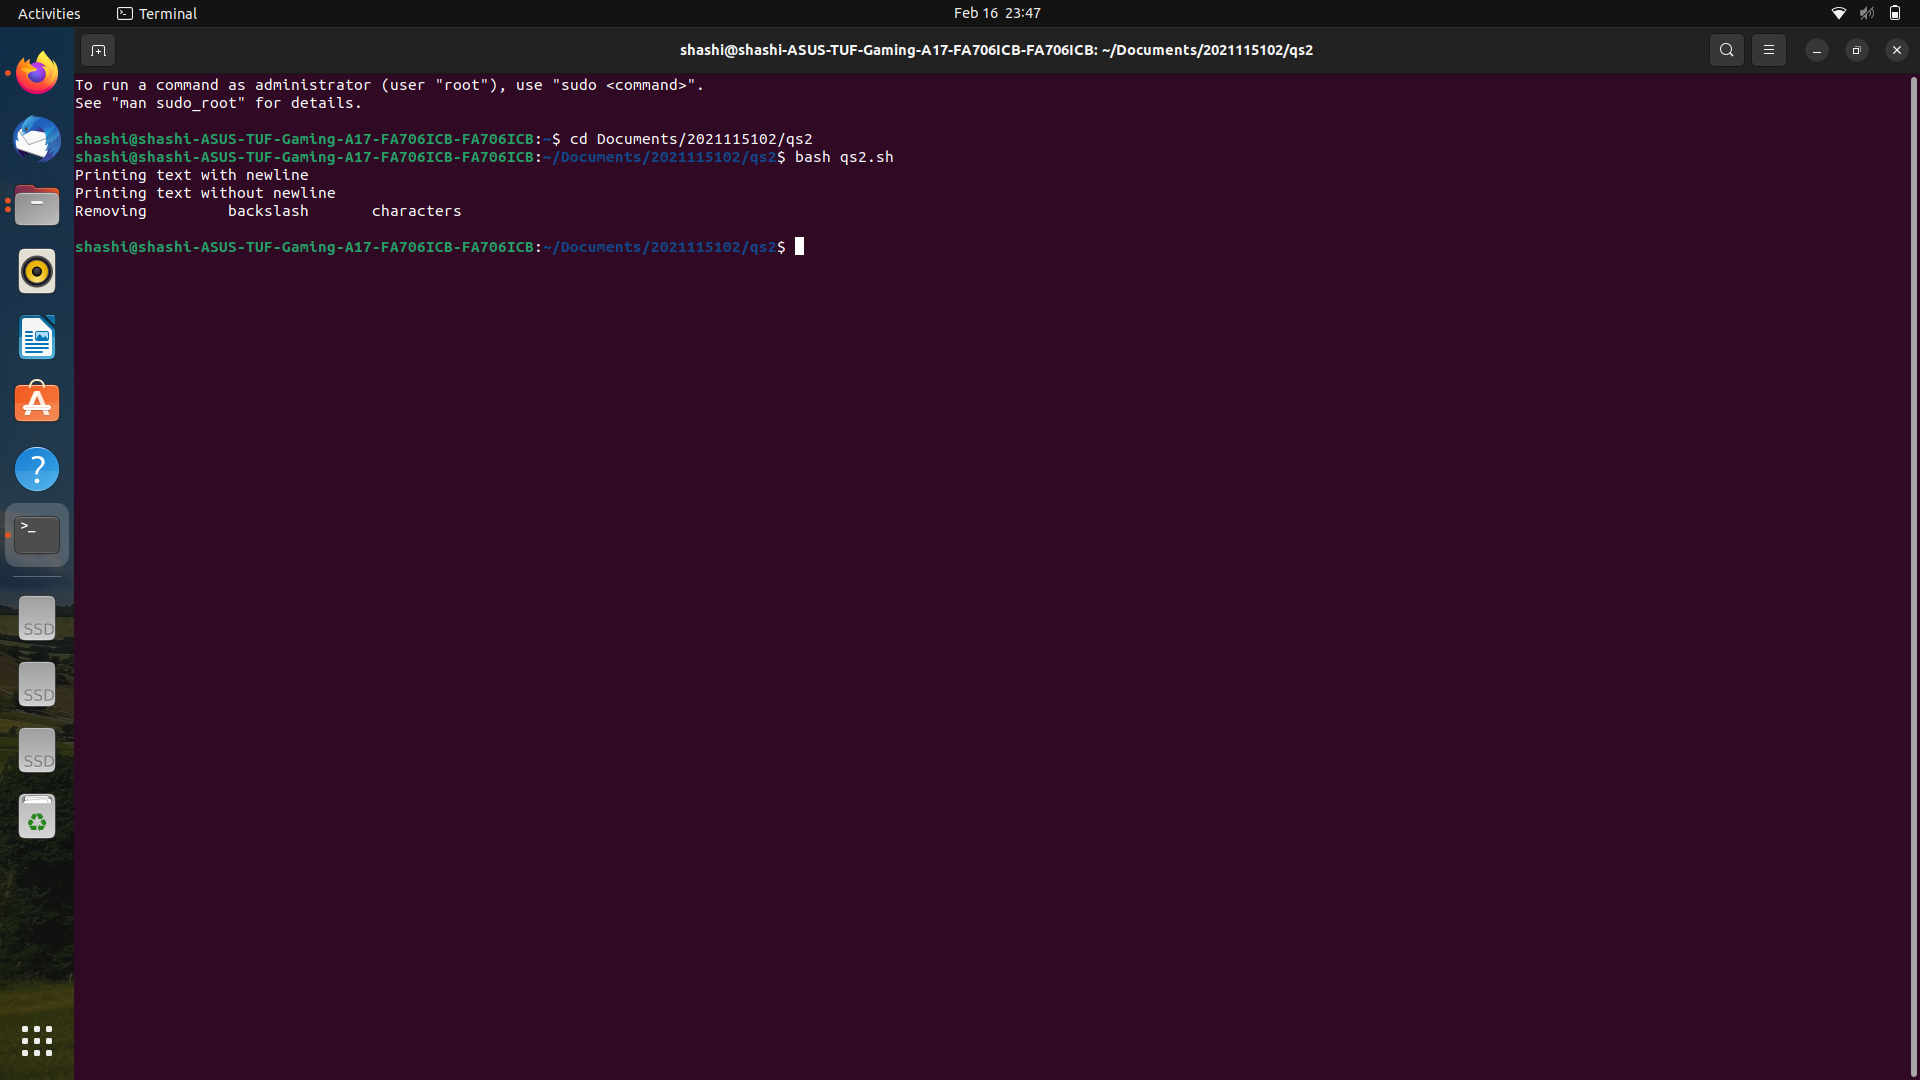 Activities
Terminal
Feb 16 23:47
shashi@shashi-ASUS-TUF-Gaming-A17-FA706ICB-FA706ICB: ~/Documents/2021115102/qs2
To run a command as administrator (user "root"), use "sudo <command>".
See "man sudo_root" for details.
shashi@shashi-ASUS-TUF-Gaming-A17-FA706ICB-FA706ICB:~$ cd Documents/2021115102/qs2
shashi@shashi-ASUS-TUF-Gaming-A17-FA706ICB-FA706ICB:~/Documents/2021115102/qs2$ bash qs2.sh
Printing text with newline
Printing text without newline
Removing         backslash       characters
shashi@shashi-ASUS-TUF-Gaming-A17-FA706ICB-FA706ICB:~/Documents/2021115102/qs2$
SSD
SSD
SSD